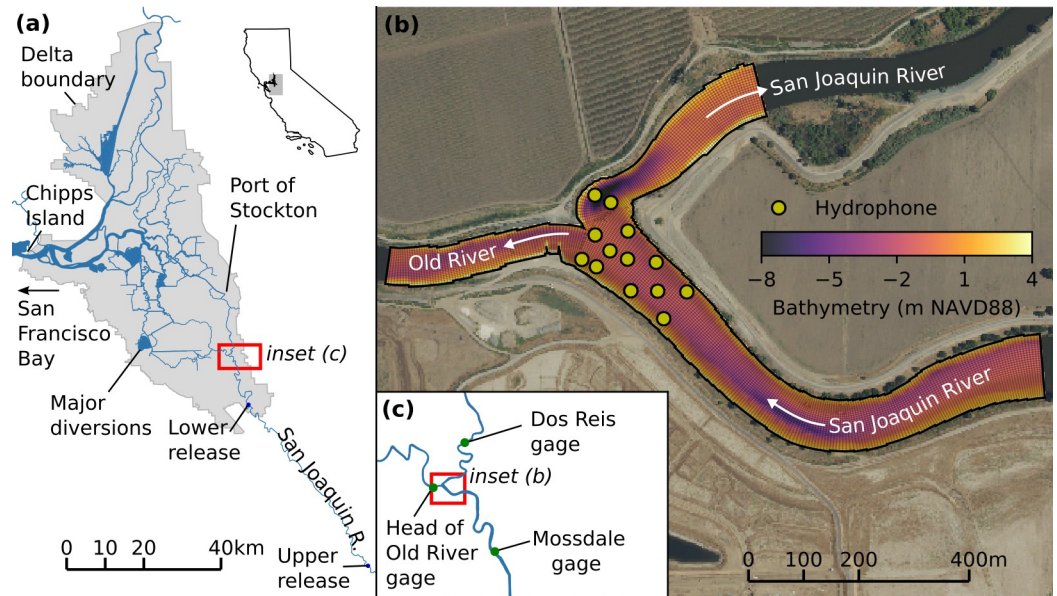 (a)
Delta
boundary
Chipps
Island
Port of
Stockton
San
Francisco
Bay
inset (c)
Major
diversions
Lower
release
San Joaquin R.
Upper
release
0 10 20 40km
(b)
San Joaquin River
Hydrophone
Old River
−8 −5 −2 1 4
Bathymetry (m NAVD88)
San Joaquin River
0 100 200 400m
(c)
Dos Reis
gage
inset (b)
Head of
Old River
gage
Mossdale
gage